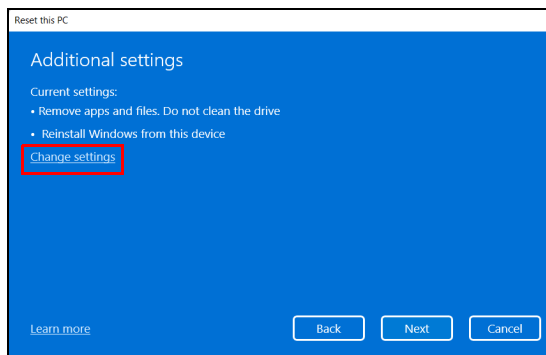 Reset this PC
Additional settings
Current settings:
• Remove apps and files. Do not clean the drive
• Reinstall Windows from this device
Change settings
Learn more
Back
Next
Cancel